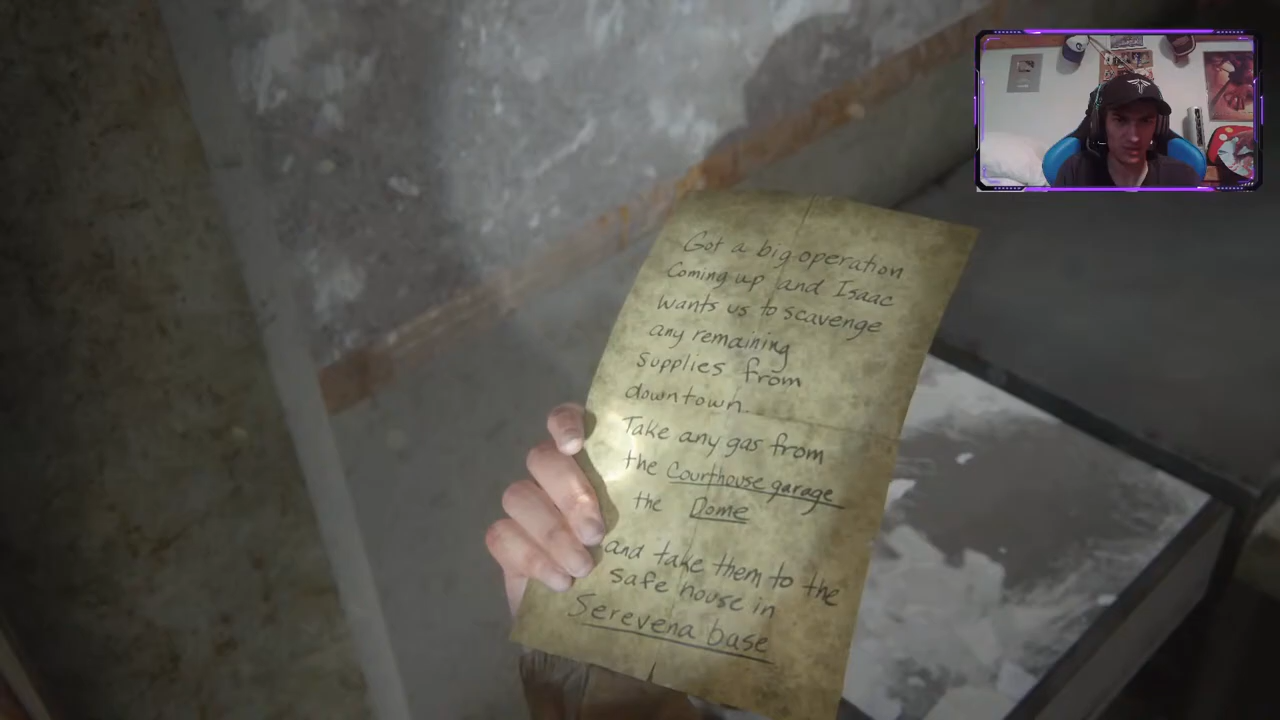 Got a big operation
Coming up and Isaac
wants us to scavenge
any remaining
supplies from
downtown.
Take any gas from
the Courthouse garage
the Dome
and take them to the
safe house in
Serevena base